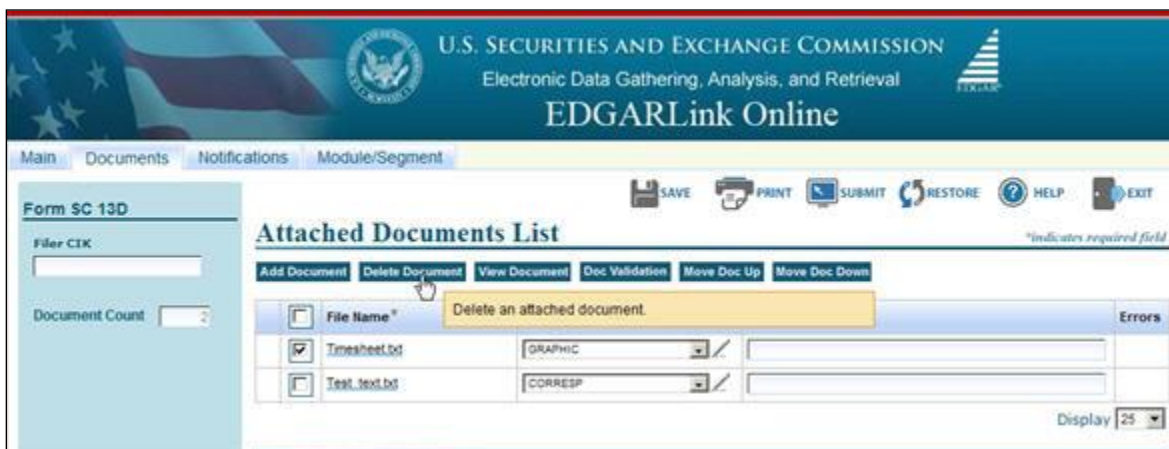 U.S. SECURITIES AND EXCHANGE COMMISSION
Electronic Data Gathering, Analysis, and Retrieval
EDGAR
EDGARLink Online
Main Documents Notifications Module/Segment
SAVE PRINT SUBMIT RESTORE HELP EXIT
Form SC 13D
Attached Documents List
*indicates required field
Filer CIK
Add Document Delete Document View Document Doc Validation Move Doc Up Move Doc Down
Delete an attached document.
Document Count 2
File Name* Errors
Timesheet.txt GRAPHIC
Test_text.txt CORRESP
Display 25